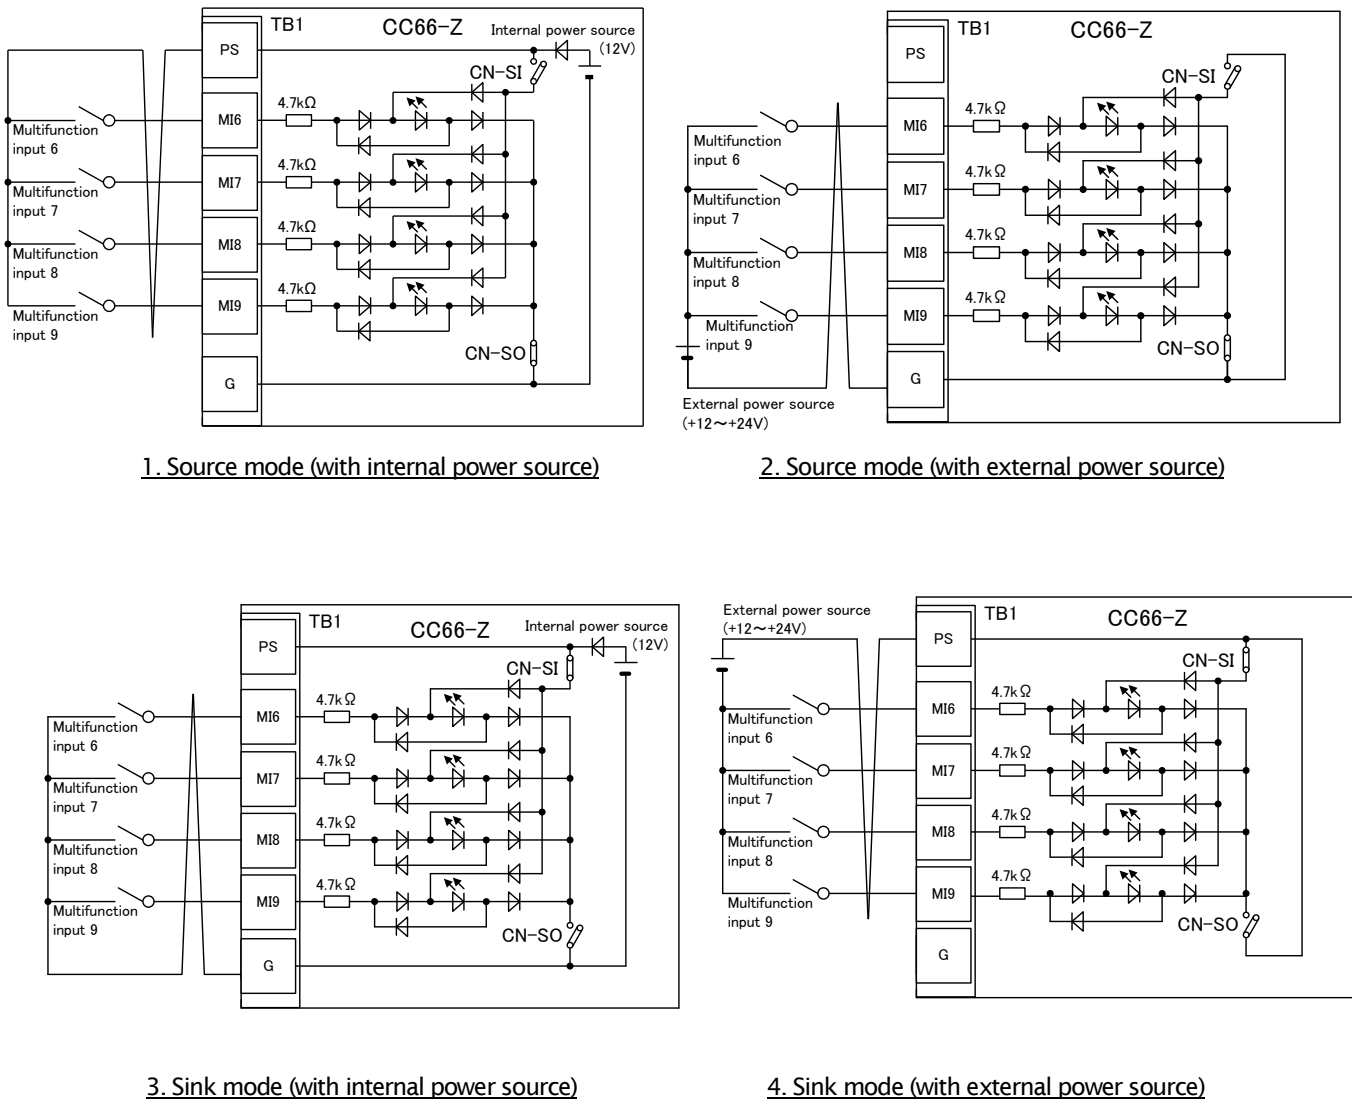 TB1
CC66-Z
Internal power source
(12V)
PS
CN-SI
4.7kΩ
MI6
Multifunction
input 6
4.7kΩ
MI7
Multifunction
input 7
4.7kΩ
MI8
Multifunction
input 8
4.7kΩ
MI9
Multifunction
input 9
CN-SO
G
1. Source mode (with internal power source)
TB1
CC66-Z
PS
CN-SI
4.7kΩ
MI6
Multifunction
input 6
4.7kΩ
MI7
Multifunction
input 7
4.7kΩ
MI8
Multifunction
input 8
4.7kΩ
MI9
Multifunction
input 9
CN-SO
G
External power source
(+12～+24V)
2. Source mode (with external power source)
TB1
CC66-Z
Internal power source
(12V)
PS
CN-SI
4.7kΩ
MI6
Multifunction
input 6
4.7kΩ
MI7
Multifunction
input 7
4.7kΩ
MI8
Multifunction
input 8
4.7kΩ
MI9
Multifunction
input 9
CN-SO
G
3. Sink mode (with internal power source)
External power source
(+12～+24V)
TB1
CC66-Z
PS
CN-SI
4.7kΩ
MI6
Multifunction
input 6
4.7kΩ
MI7
Multifunction
input 7
4.7kΩ
MI8
Multifunction
input 8
4.7kΩ
MI9
Multifunction
input 9
CN-SO
G
4. Sink mode (with external power source)